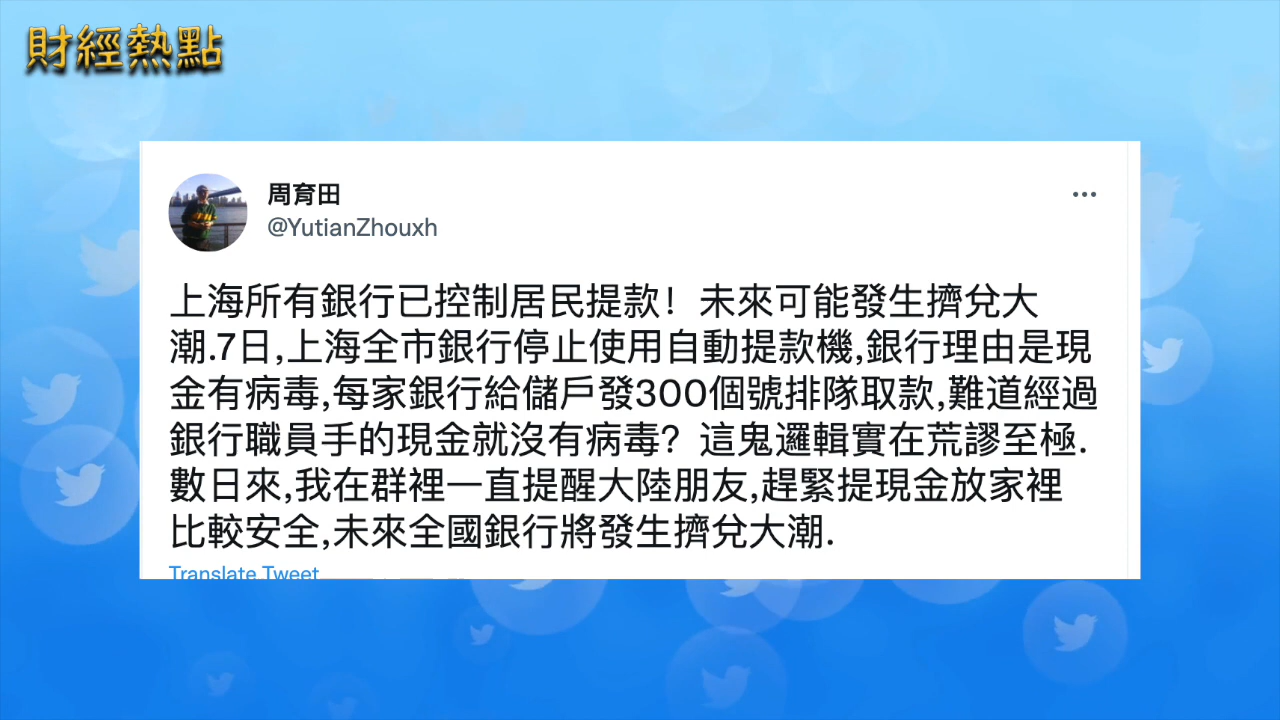 財經熱點
周育田
@YutianZhouxh
上海所有銀行已控制居民提款！未來可能發生擠兌大
潮.7日,上海全市銀行停止使用自動提款機,銀行理由是現
金有病毒,每家銀行給儲戶發300個號排隊取款,難道經過
銀行職員手的現金就沒有病毒？這鬼邏輯實在荒謬至極.
數日來,我在群裡一直提醒大陸朋友,趕緊提現金放家裡
比較安全,未來全國銀行將發生擠兌大潮.
Translate Tweet